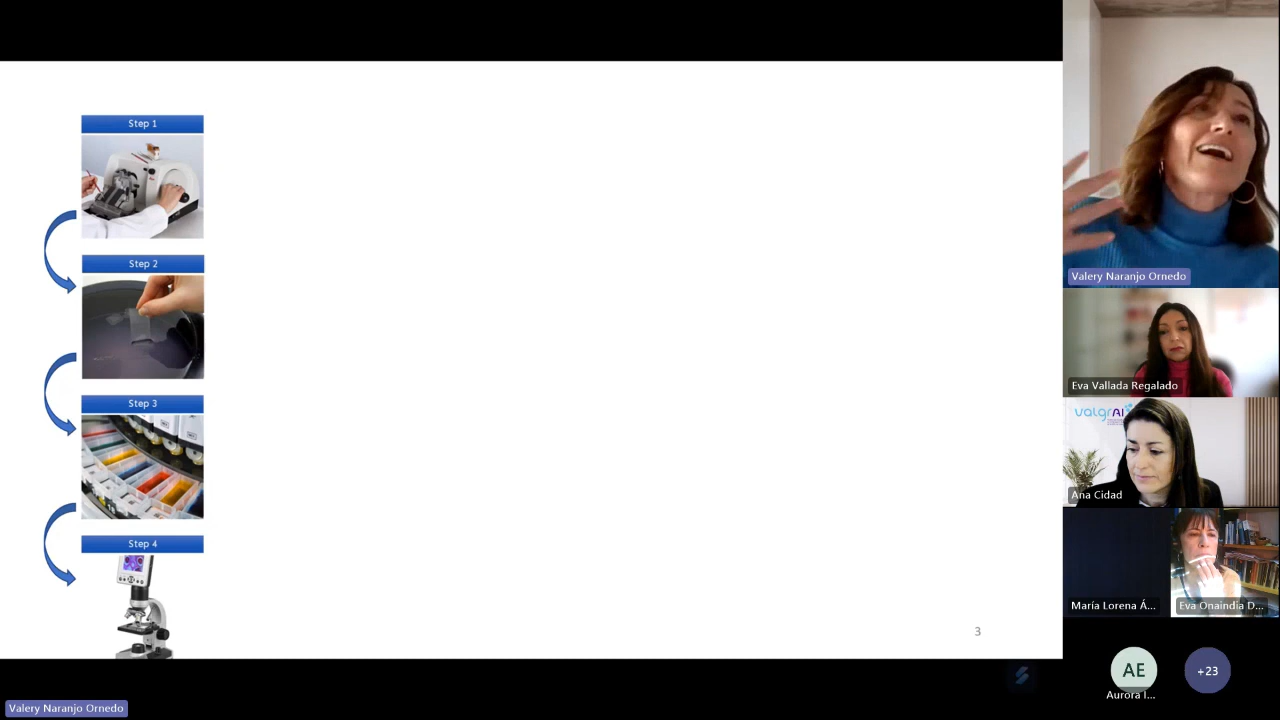 Step 1
Step 2
Step 3
Step 4
3
Valery Naranjo Ornedo
Eva Vallada Regalado
valgrAI
Ana Cidad
María Lorena Á...
Eva Onaindia D...
AE
Aurora I...
+23
Valery Naranjo Ornedo